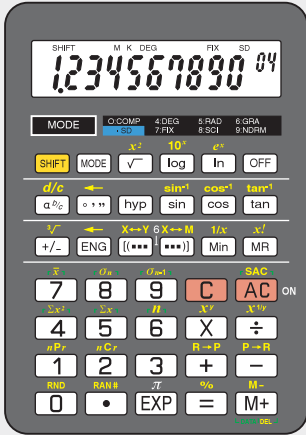 SHIFT M K DEG FIX SD
1.234567890 04
MODE
0:COMP 4:DEG 5:RAD 6:GRA
·SD 7:FIX 8:SCI 9:NDRM
x² 10ˣ eˣ
SHIFT MODE √ log ln OFF
d/c ← sin-1 cos-1 tan-1
a b/c ° ’ ” hyp sin cos tan
³√ ← X↔Y 6 X↔M 1/x x!
+/- ENG [(--- ---)] Min MR
x̄ σn σn-1 SAC
7 8 9 C AC ON
Σx² Σx n xʸ x¹/ʸ
4 5 6 X ÷
nPr nCr R→P P→R
1 2 3 + −
RND RAN# π % M-
0 • EXP = M+
DEL